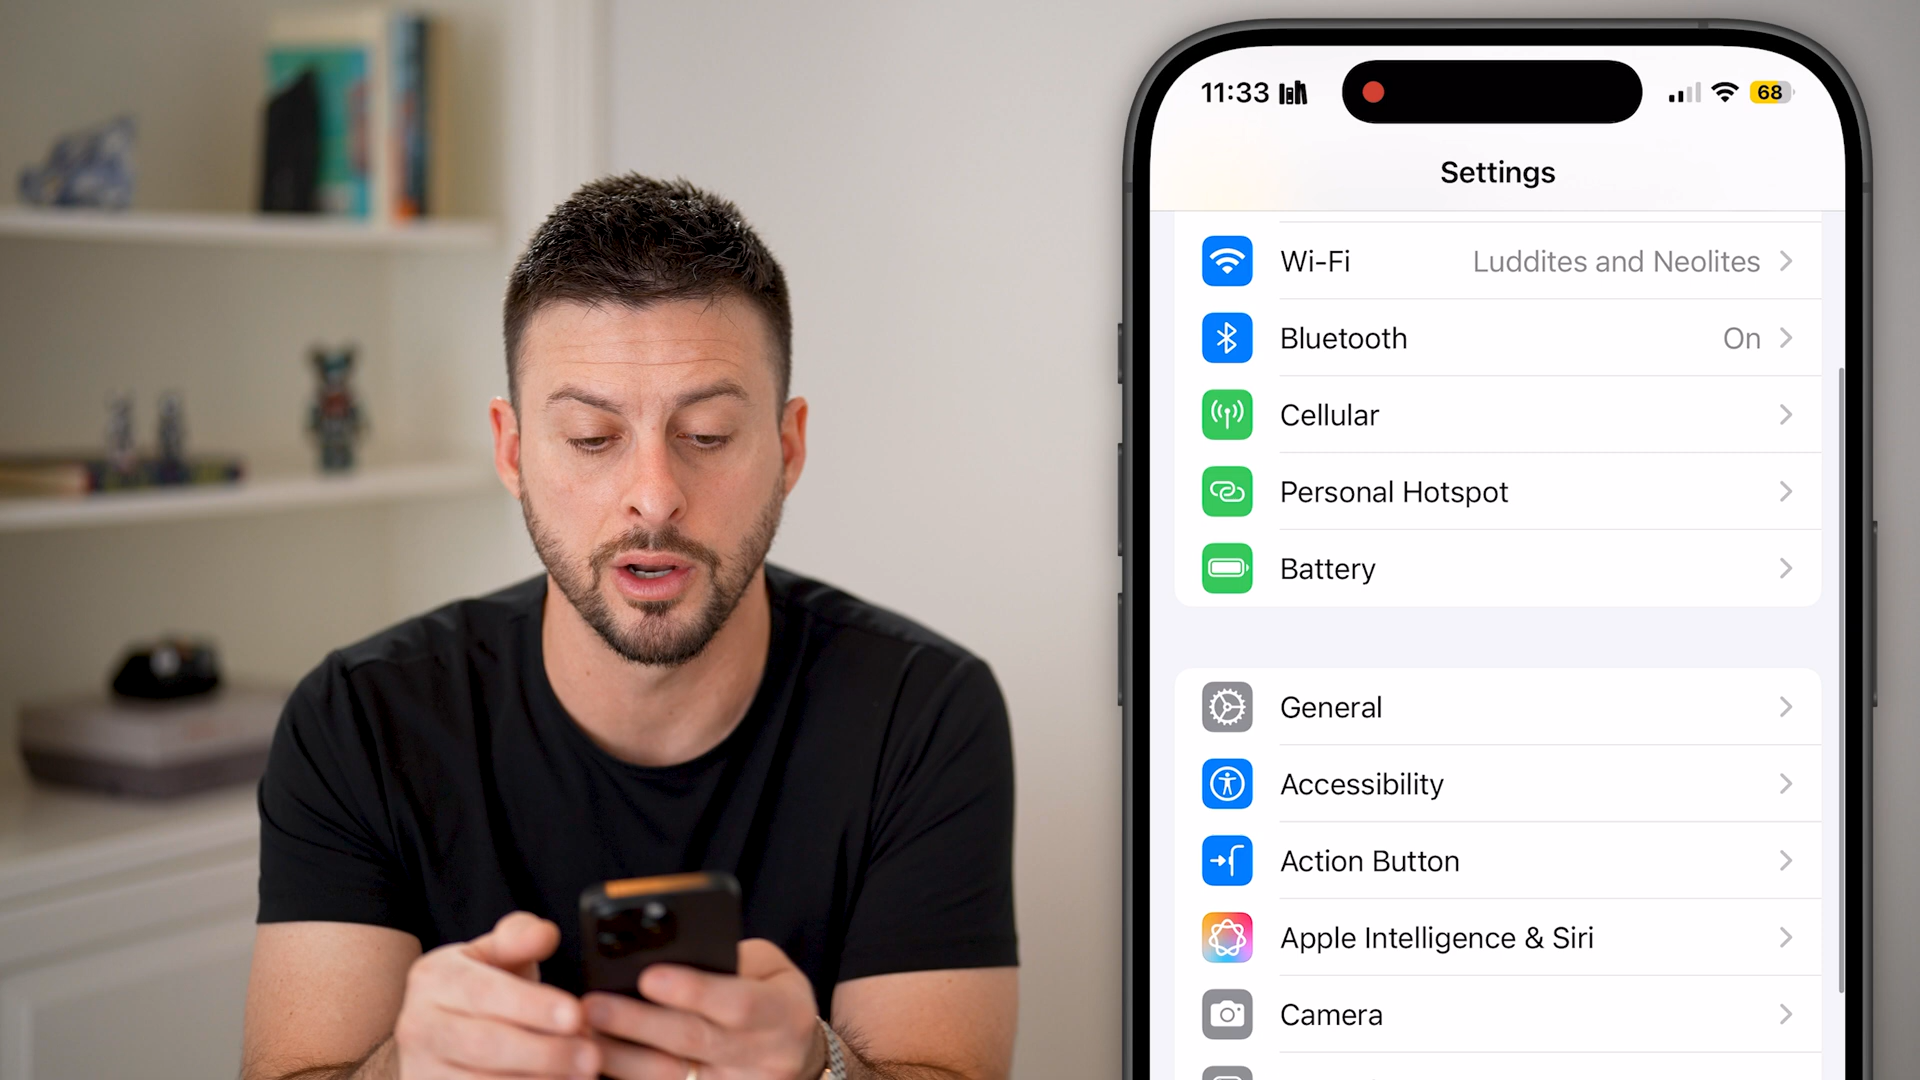 11:33
68
Settings
Wi-Fi Luddites and Neolites
Bluetooth On
Cellular
Personal Hotspot
Battery
General
Accessibility
Action Button
Apple Intelligence & Siri
Camera